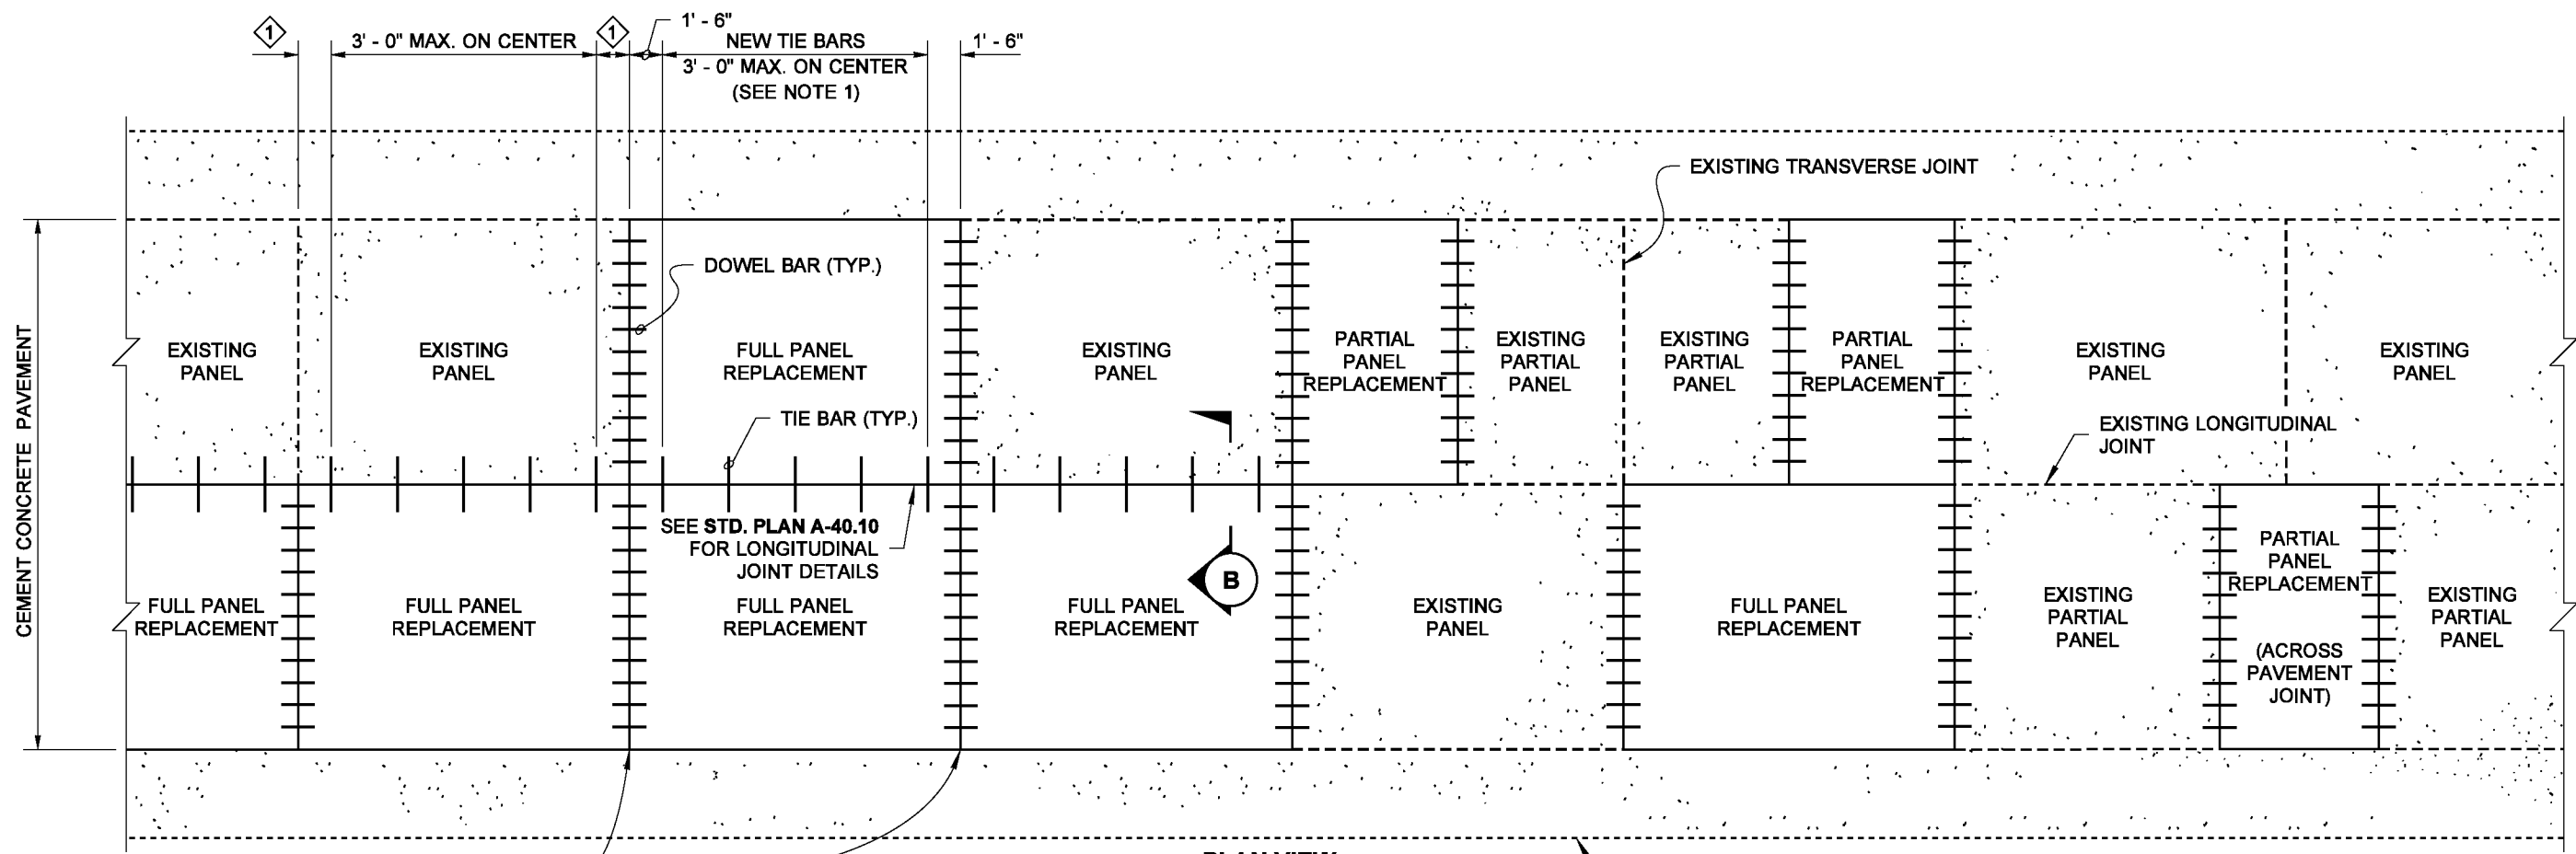 1
3' - 0" MAX. ON CENTER
1
1' - 6"
NEW TIE BARS
3' - 0" MAX. ON CENTER
(SEE NOTE 1)
1' - 6"
EXISTING TRANSVERSE JOINT
CEMENT CONCRETE PAVEMENT
DOWEL BAR (TYP.)
EXISTING
PANEL
EXISTING
PANEL
FULL PANEL
REPLACEMENT
EXISTING
PANEL
PARTIAL
PANEL
REPLACEMENT
EXISTING
PARTIAL
PANEL
EXISTING
PARTIAL
PANEL
PARTIAL
PANEL
REPLACEMENT
EXISTING
PANEL
EXISTING
PANEL
TIE BAR (TYP.)
EXISTING LONGITUDINAL
JOINT
SEE STD. PLAN A-40.10
FOR LONGITUDINAL
JOINT DETAILS
B
FULL PANEL
REPLACEMENT
FULL PANEL
REPLACEMENT
FULL PANEL
REPLACEMENT
FULL PANEL
REPLACEMENT
EXISTING
PANEL
FULL PANEL
REPLACEMENT
EXISTING
PARTIAL
PANEL
PARTIAL
PANEL
REPLACEMENT
(ACROSS
PAVEMENT
JOINT)
EXISTING
PARTIAL
PANEL
PLAN VIEW